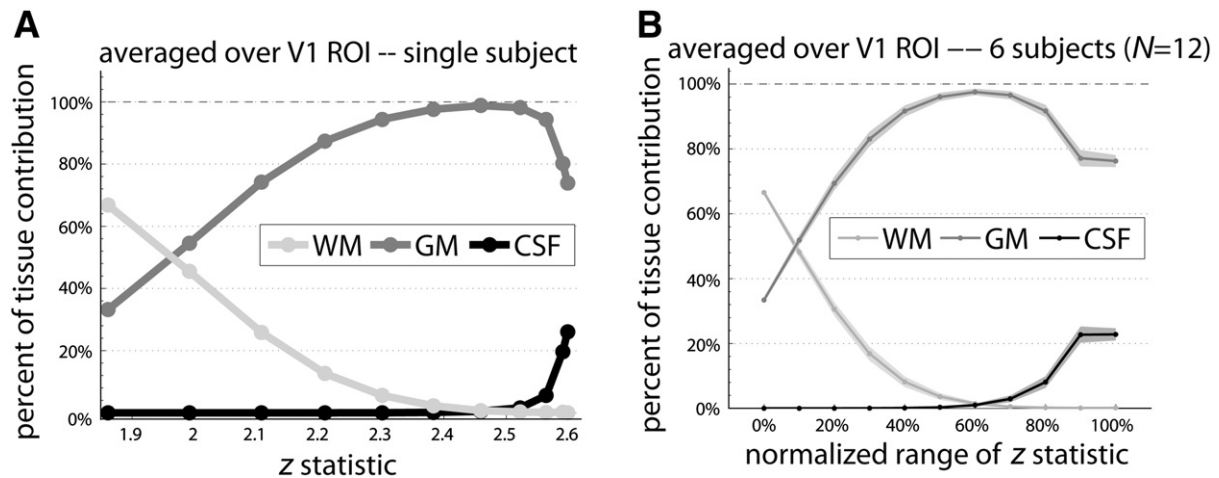 A
averaged over V1 ROI -- single subject
percent of tissue contribution
100%
80%
60%
40%
20%
0%
WM GM CSF
1.9 2 2.1 2.2 2.3 2.4 2.5 2.6
z statistic
B
averaged over V1 ROI –– 6 subjects (N=12)
percent of tissue contribution
100%
80%
60%
40%
20%
0%
WM GM CSF
0% 20% 40% 60% 80% 100%
normalized range of z statistic